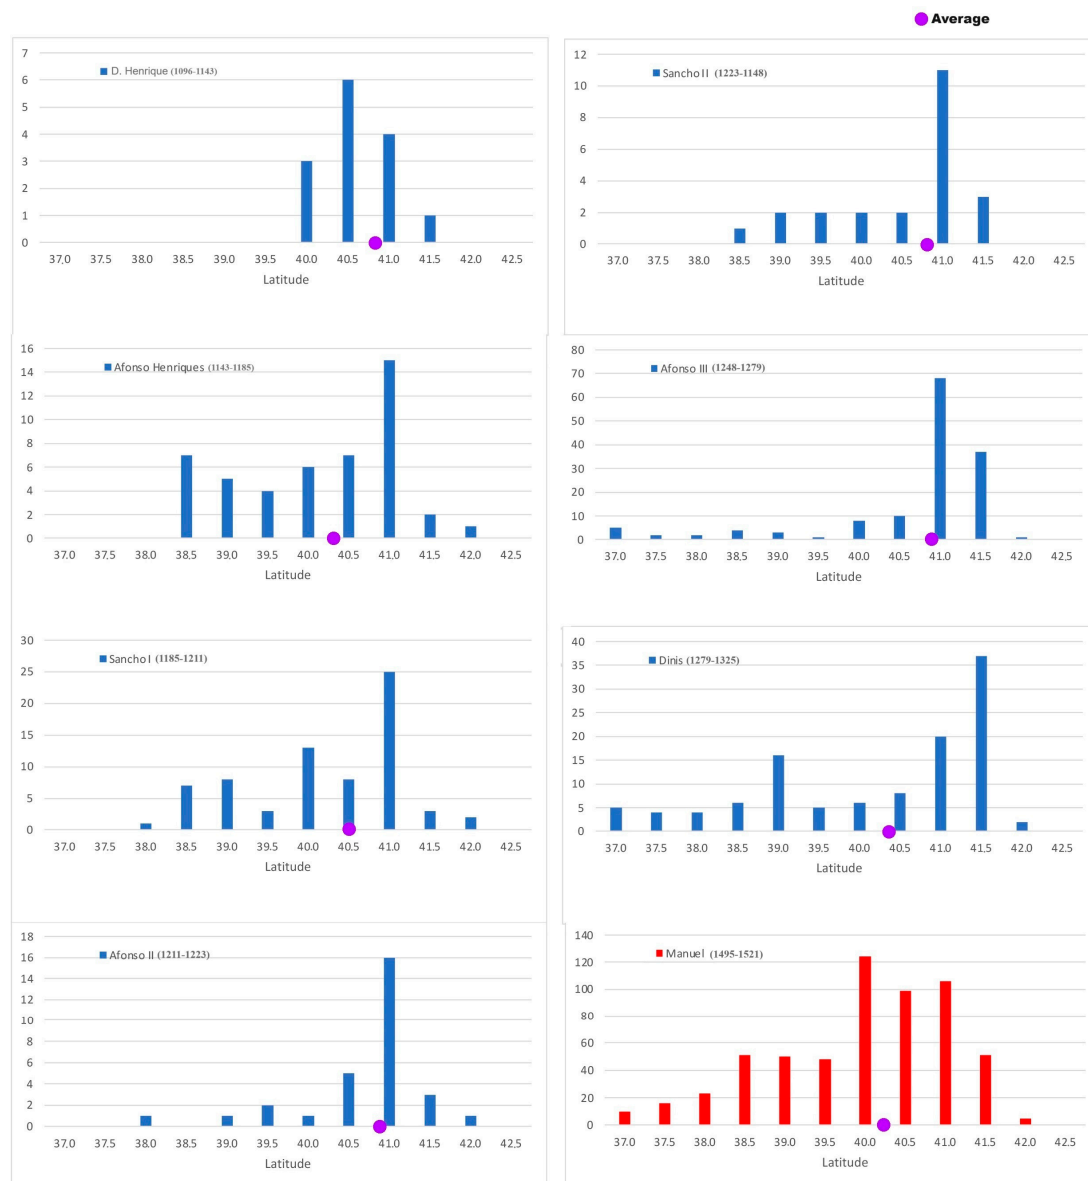 Average
7
6
5
4
3
2
1
0
D. Henrique (1096-1143)
37.0 37.5 38.0 38.5 39.0 39.5 40.0 40.5 41.0 41.5 42.0 42.5
Latitude
12
10
8
6
4
2
0
Sancho II (1223-1148)
37.0 37.5 38.0 38.5 39.0 39.5 40.0 40.5 41.0 41.5 42.0 42.5
Latitude
16
14
12
10
8
6
4
2
0
Afonso Henriques (1143-1185)
37.0 37.5 38.0 38.5 39.0 39.5 40.0 40.5 41.0 41.5 42.0 42.5
Latitude
80
70
60
50
40
30
20
10
0
Afonso III (1248-1279)
37.0 37.5 38.0 38.5 39.0 39.5 40.0 40.5 41.0 41.5 42.0 42.5
Latitude
30
25
20
15
10
5
0
Sancho I (1185-1211)
37.0 37.5 38.0 38.5 39.0 39.5 40.0 40.5 41.0 41.5 42.0 42.5
Latitude
40
35
30
25
20
15
10
5
0
Dinis (1279-1325)
37.0 37.5 38.0 38.5 39.0 39.5 40.0 40.5 41.0 41.5 42.0 42.5
Latitude
18
16
14
12
10
8
6
4
2
0
Afonso II (1211-1223)
37.0 37.5 38.0 38.5 39.0 39.5 40.0 40.5 41.0 41.5 42.0 42.5
Latitude
140
120
100
80
60
40
20
0
Manuel (1495-1521)
37.0 37.5 38.0 38.5 39.0 39.5 40.0 40.5 41.0 41.5 42.0 42.5
Latitude